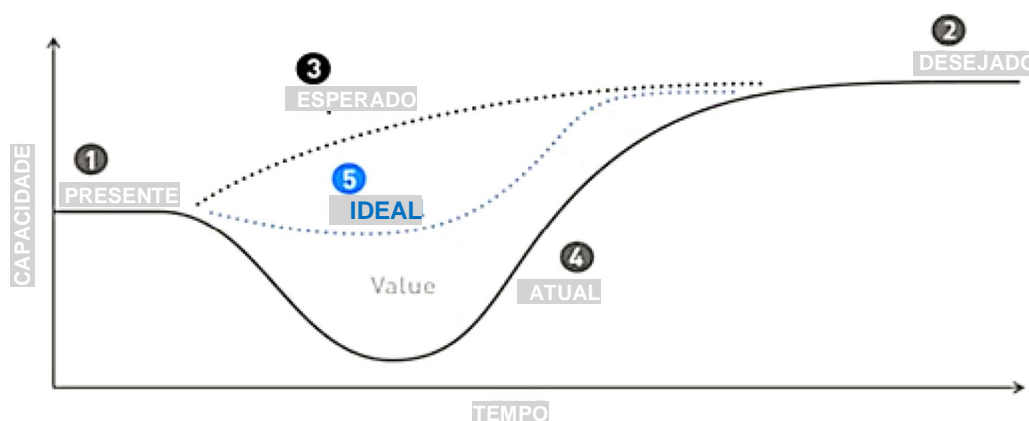 2
DESEJADO
3
ESPERADO
1
PRESENTE
5
IDEAL
CAPACIDADE
4
Value
ATUAL
TEMPO